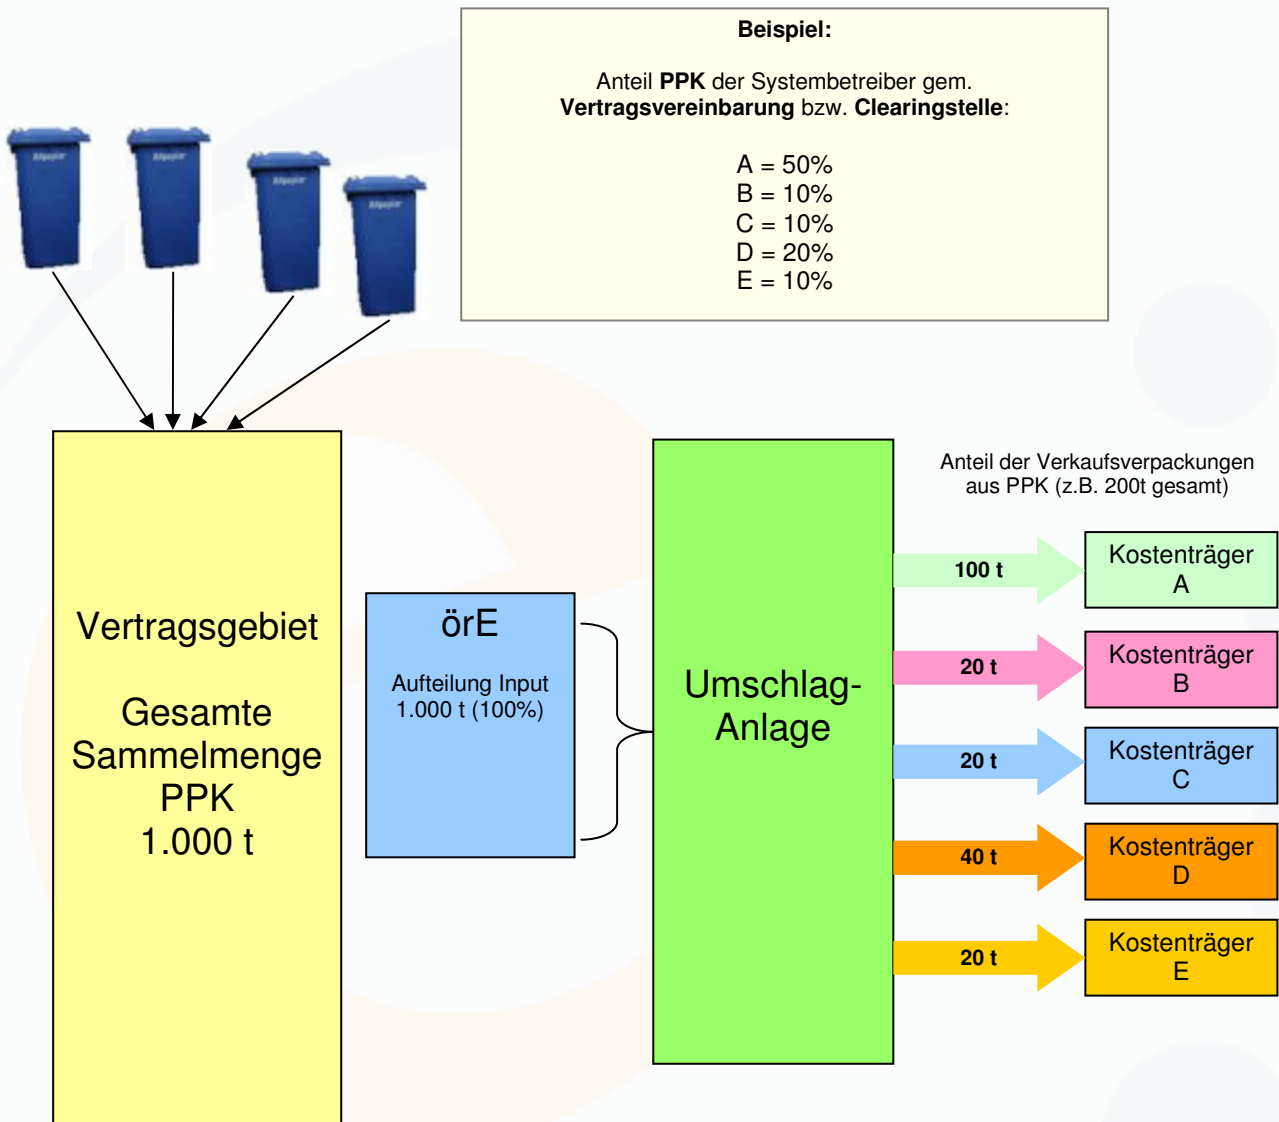 Beispiel:
Anteil PPK der Systembetreiber gem.
Vertragsvereinbarung bzw. Clearingstelle:
A = 50%
B = 10%
C = 10%
D = 20%
E = 10%
Vertragsgebiet
Gesamte
Sammelmenge
PPK
1.000 t
örE
Aufteilung Input
1.000 t (100%)
Umschlag-
Anlage
Anteil der Verkaufsverpackungen
aus PPK (z.B. 200t gesamt)
100 t
Kostenträger
A
20 t
Kostenträger
B
20 t
Kostenträger
C
40 t
Kostenträger
D
20 t
Kostenträger
E